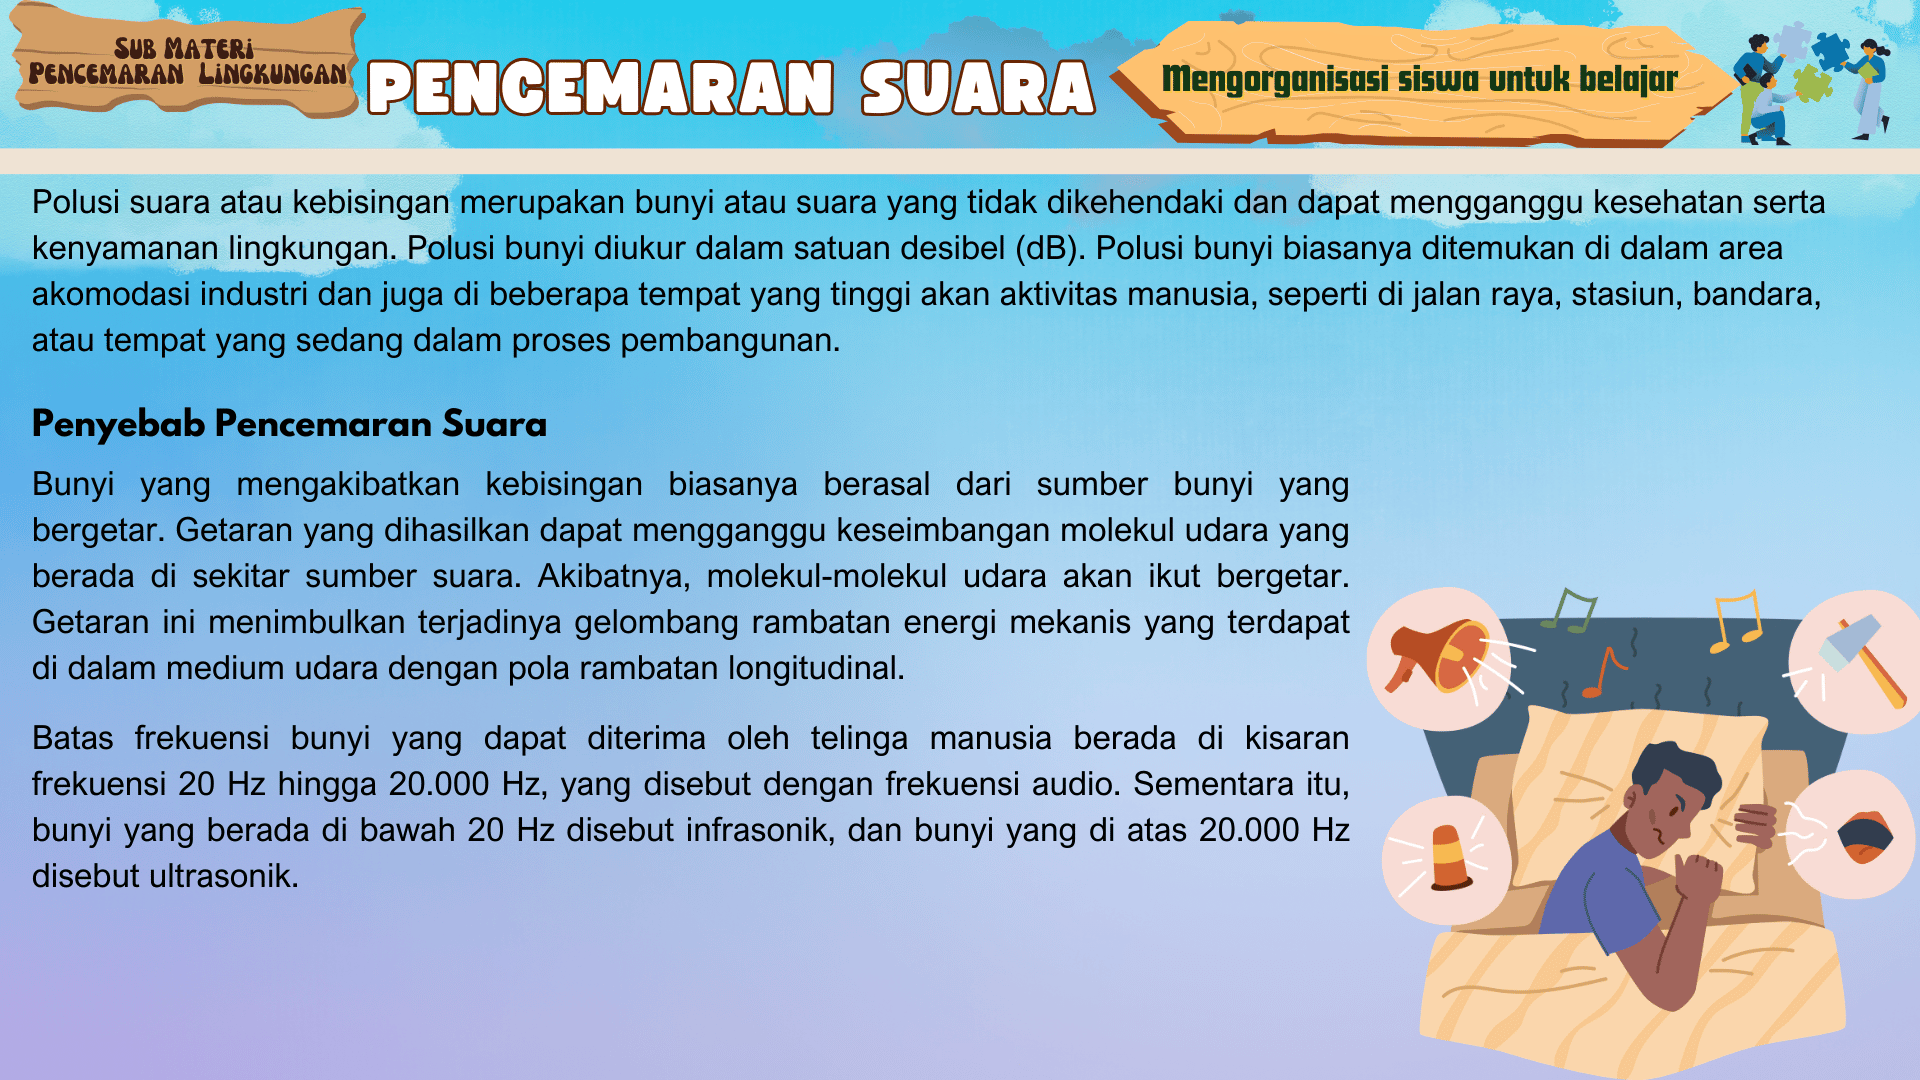 SUB MATERI
PENCEMARAN LINGKUNGAN
PENCEMARAN SUARA
Mengorganisasi siswa untuk belajar
Polusi suara atau kebisingan merupakan bunyi atau suara yang tidak dikehendaki dan dapat mengganggu kesehatan serta
kenyamanan lingkungan. Polusi bunyi diukur dalam satuan desibel (dB). Polusi bunyi biasanya ditemukan di dalam area
akomodasi industri dan juga di beberapa tempat yang tinggi akan aktivitas manusia, seperti di jalan raya, stasiun, bandara,
atau tempat yang sedang dalam proses pembangunan.
Penyebab Pencemaran Suara
Bunyi yang mengakibatkan kebisingan biasanya berasal dari sumber bunyi yang
bergetar. Getaran yang dihasilkan dapat mengganggu keseimbangan molekul udara yang
berada di sekitar sumber suara. Akibatnya, molekul-molekul udara akan ikut bergetar.
Getaran ini menimbulkan terjadinya gelombang rambatan energi mekanis yang terdapat
di dalam medium udara dengan pola rambatan longitudinal.
Batas frekuensi bunyi yang dapat diterima oleh telinga manusia berada di kisaran
frekuensi 20 Hz hingga 20.000 Hz, yang disebut dengan frekuensi audio. Sementara itu,
bunyi yang berada di bawah 20 Hz disebut infrasonik, dan bunyi yang di atas 20.000 Hz
disebut ultrasonik.